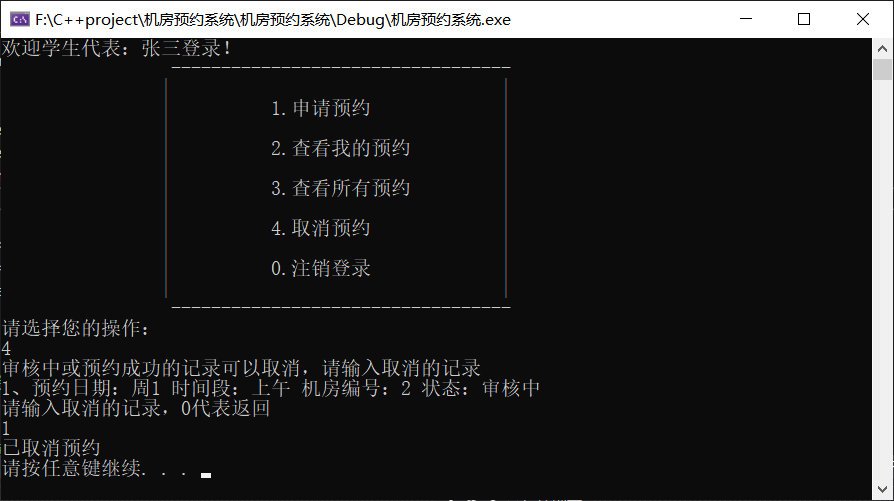 F:\C++project\机房预约系统\机房预约系统\Debug\机房预约系统.exe
欢迎学生代表：张三登录！
----------------------------------
1.申请预约
2.查看我的预约
3.查看所有预约
4.取消预约
0.注销登录
----------------------------------
请选择您的操作：
4
审核中或预约成功的记录可以取消，请输入取消的记录
1、预约日期：周1 时间段：上午 机房编号：2 状态：审核中
请输入取消的记录，0代表返回
1
已取消预约
请按任意键继续. . .